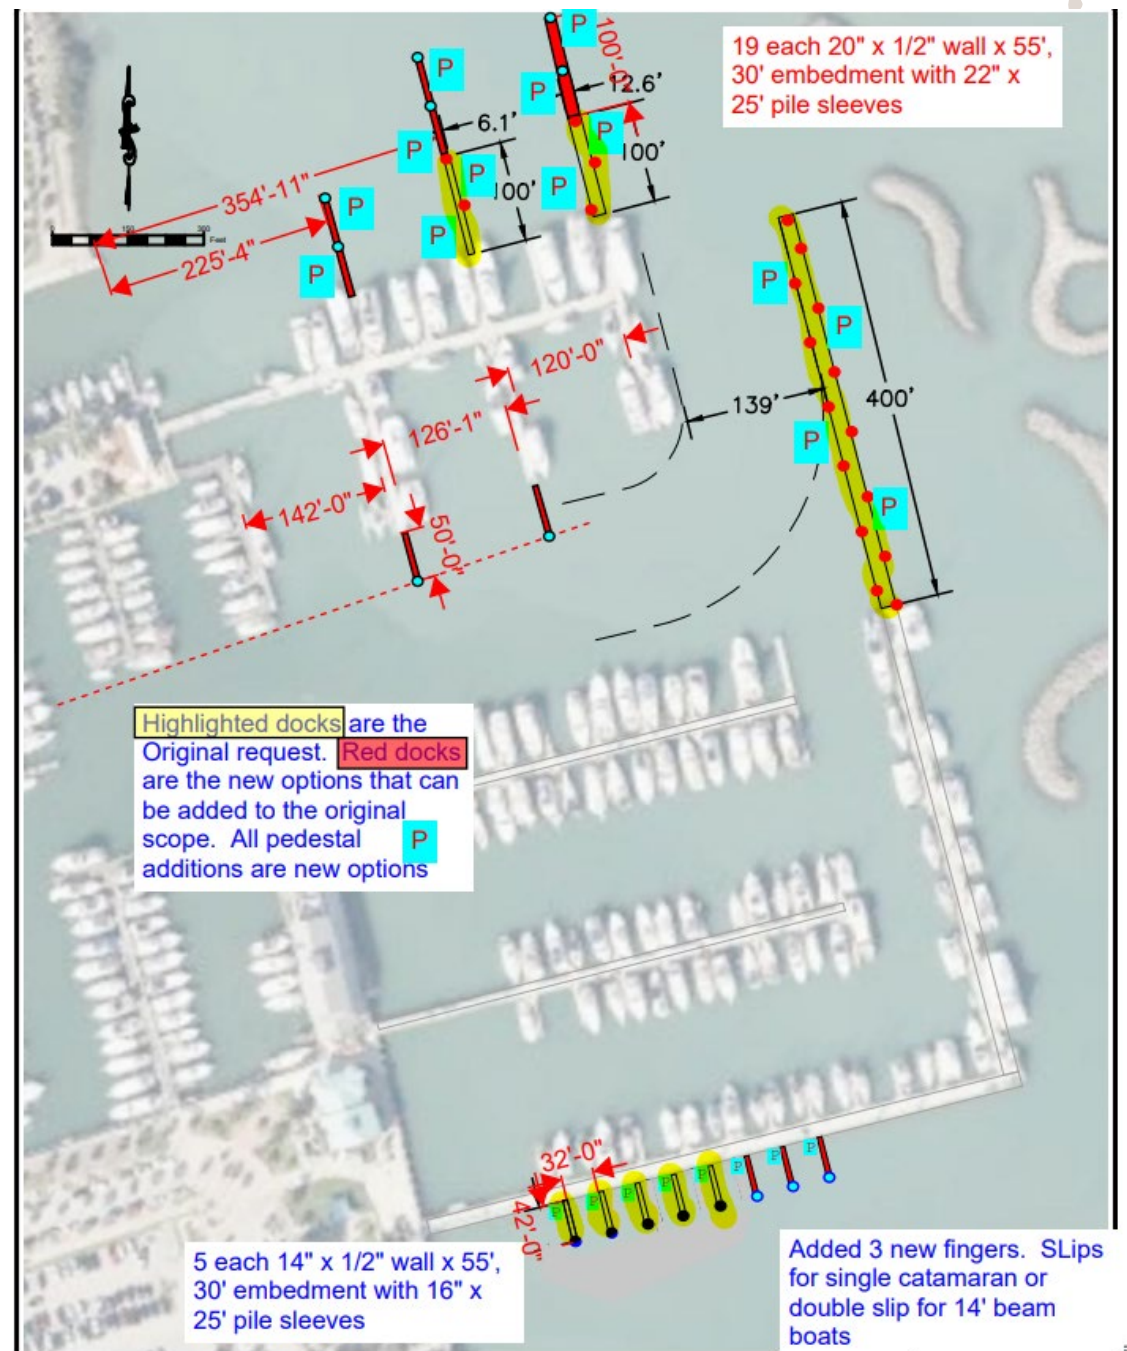 P
100'-0"
19 each 20" x 1/2" wall x 55',
30' embedment with 22" x
25' pile sleeves
P
P
12.6'
6.1'
P
P
100'
P
100'
P
354'-11"
P
P
0 150 300
Feet
225'-4"
P
P
P
120'-0"
139'
400'
126'-1"
P
142'-0"
50'-0"
P
Highlighted docks are the
Original request. Red docks
are the new options that can
be added to the original
scope. All pedestal P
additions are new options
32'-0"
P
P
P
P
P
P
P
P
42'-0"
5 each 14" x 1/2" wall x 55',
30' embedment with 16" x
25' pile sleeves
Added 3 new fingers. SLips
for single catamaran or
double slip for 14' beam
boats